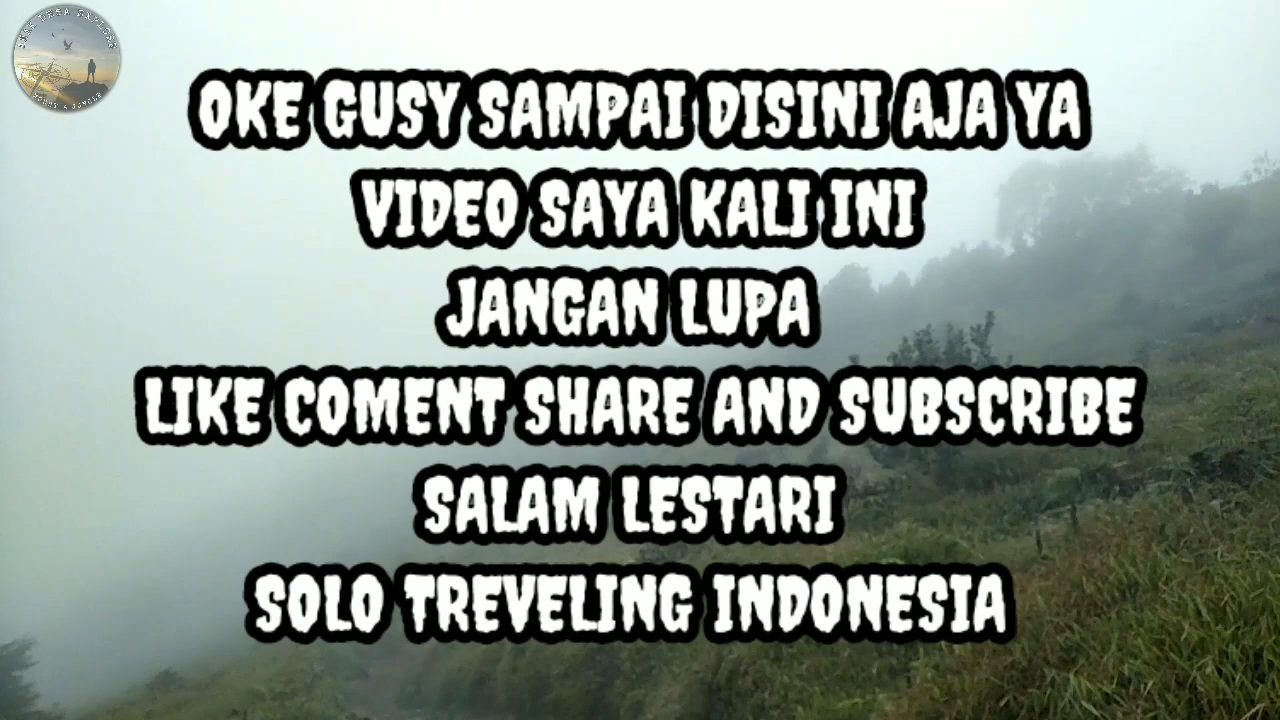 OKE GUSY SAMPAI DISINI AJA YA
VIDEO SAYA KALI INI
JANGAN LUPA
LIKE COMENT SHARE AND SUBSCRIBE
SALAM LESTARI
SOLO TREVELING INDONESIA